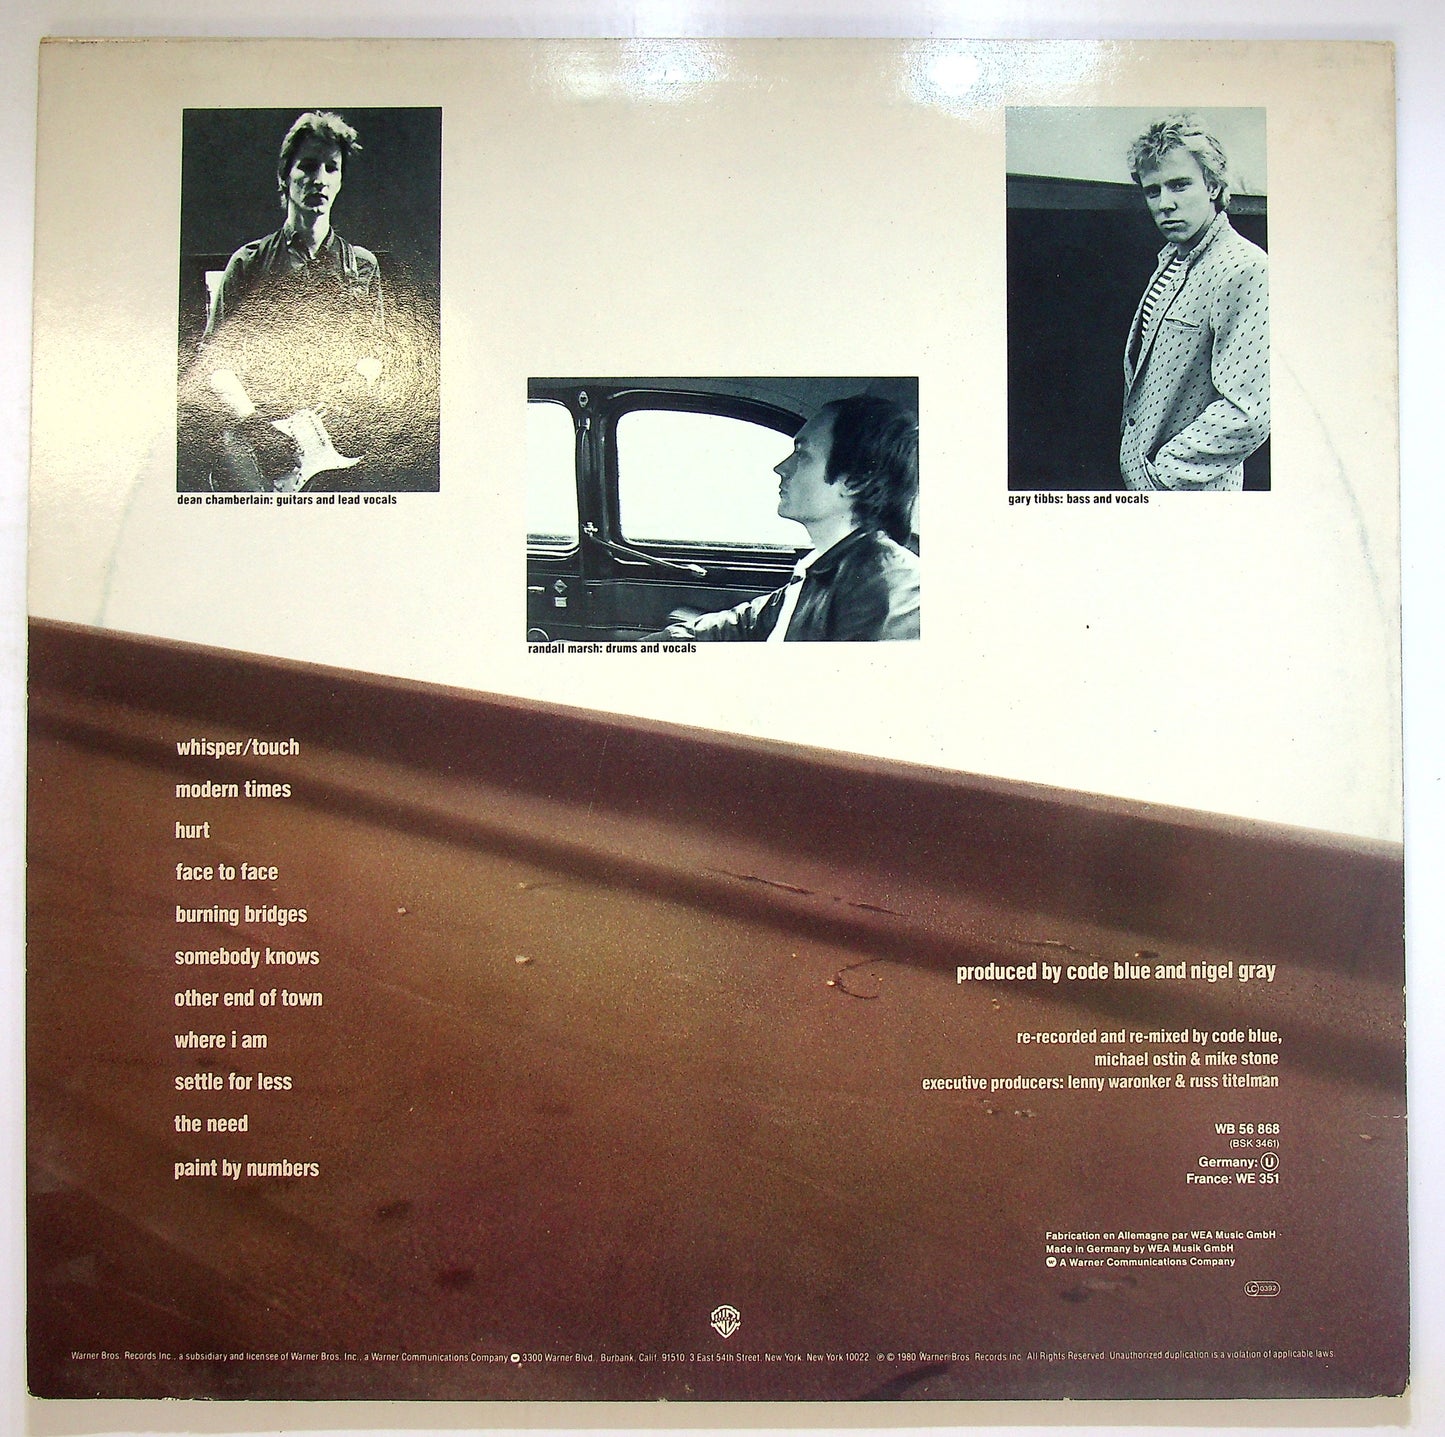 dean chamberlain: guitars and lead vocals
gary tibbs: bass and vocals
randall marsh: drums and vocals
whisper/touch
modern times
hurt
face to face
burning bridges
somebody knows
other end of town
where i am
settle for less
the need
paint by numbers
produced by code blue and nigel gray
re-recorded and re-mixed by code blue,
michael ostin & mike stone
executive producers: lenny waronker & russ titelman
WB 56 868
(BSK 3461)
Germany: Ⓤ
France: WE 351
Fabrication en Allemagne par WEA Music GmbH ·
Made in Germany by WEA Musik GmbH
A Warner Communications Company
LC 0392
Warner Bros. Records Inc., a subsidiary and licensee of Warner Bros. Inc., a Warner Communications Company 3300 Warner Blvd., Burbank, Calif. 91510. 3 East 54th Street, New York, New York 10022. ℗ © 1980 Warner Bros. Records Inc. All Rights Reserved. Unauthorized duplication is a violation of applicable laws.